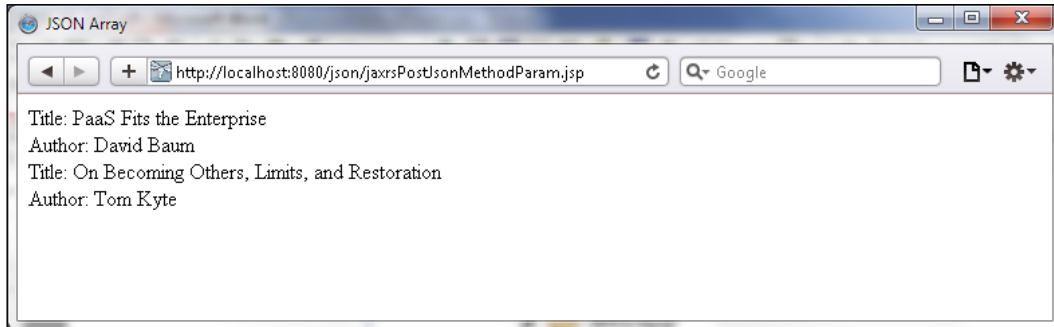 JSON Array
http://localhost:8080/json/jaxrsPostJsonMethodParam.jsp
Google
Title: PaaS Fits the Enterprise
Author: David Baum
Title: On Becoming Others, Limits, and Restoration
Author: Tom Kyte